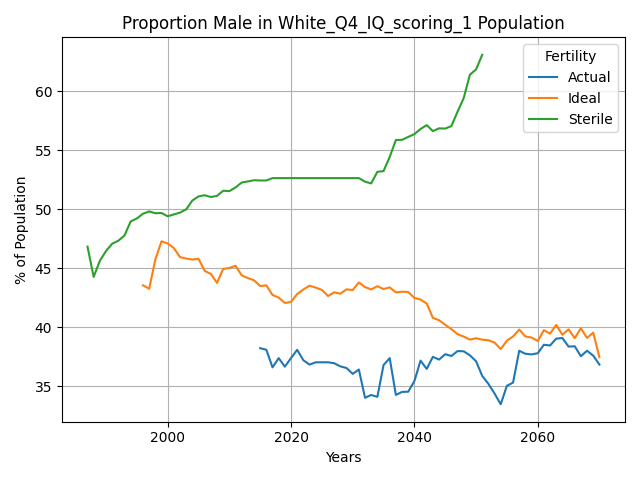 Proportion Male in White_Q4_IQ_scoring_1 Population
Fertility
Actual
Ideal
Sterile
% of Population
60
55
50
45
40
35
2000
2020
2040
2060
Years